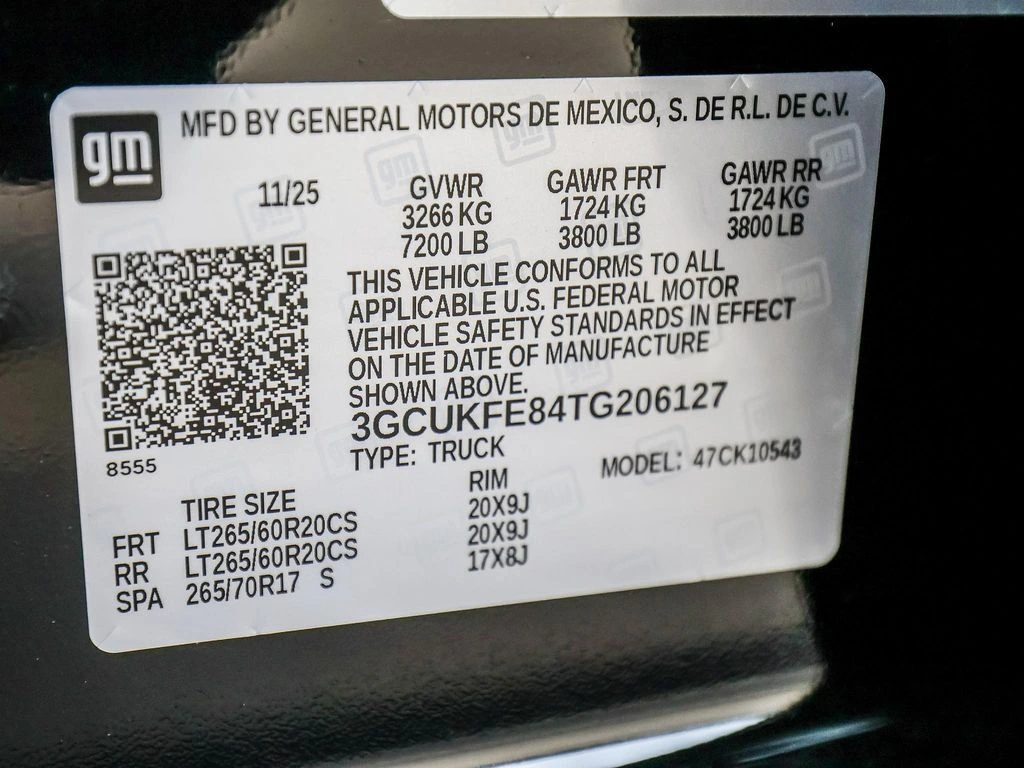 gm
MFD BY GENERAL MOTORS DE MEXICO, S. DE R.L. DE C.V.
11/25
GVWR GAWR FRT GAWR RR
3266 KG 1724 KG 1724 KG
7200 LB 3800 LB 3800 LB
THIS VEHICLE CONFORMS TO ALL
APPLICABLE U.S. FEDERAL MOTOR
VEHICLE SAFETY STANDARDS IN EFFECT
ON THE DATE OF MANUFACTURE
SHOWN ABOVE.
3GCUKFE84TG206127
8555
TYPE: TRUCK MODEL: 47CK10543
TIRE SIZE RIM
FRT LT265/60R20CS 20X9J
RR LT265/60R20CS 20X9J
SPA 265/70R17 S 17X8J